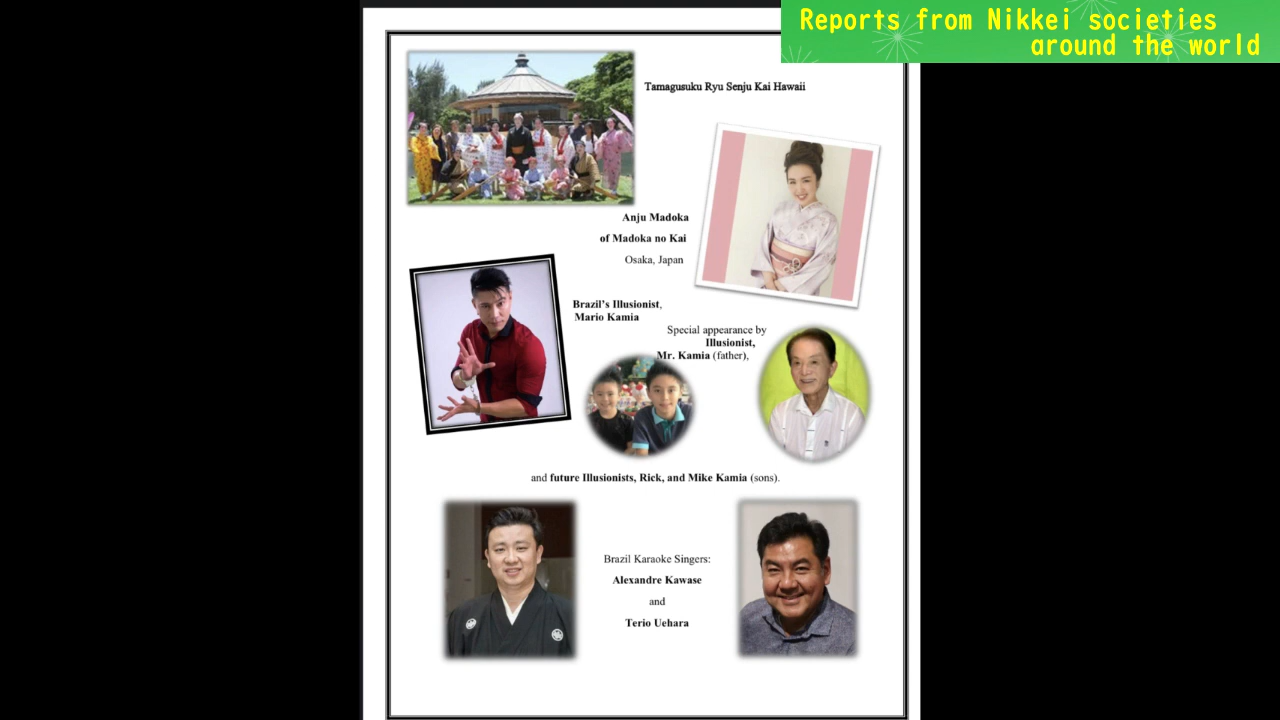 Reports from Nikkei societies
around the world
Tamagusuku Ryu Senju Kai Hawaii
Anju Madoka
of Madoka no Kai
Osaka, Japan
Brazil's Illusionist,
Mario Kamia
Special appearance by
Illusionist,
Mr. Kamia (father),
and future Illusionists, Rick, and Mike Kamia (sons).
Brazil Karaoke Singers:
Alexandre Kawase
and
Terio Uehara